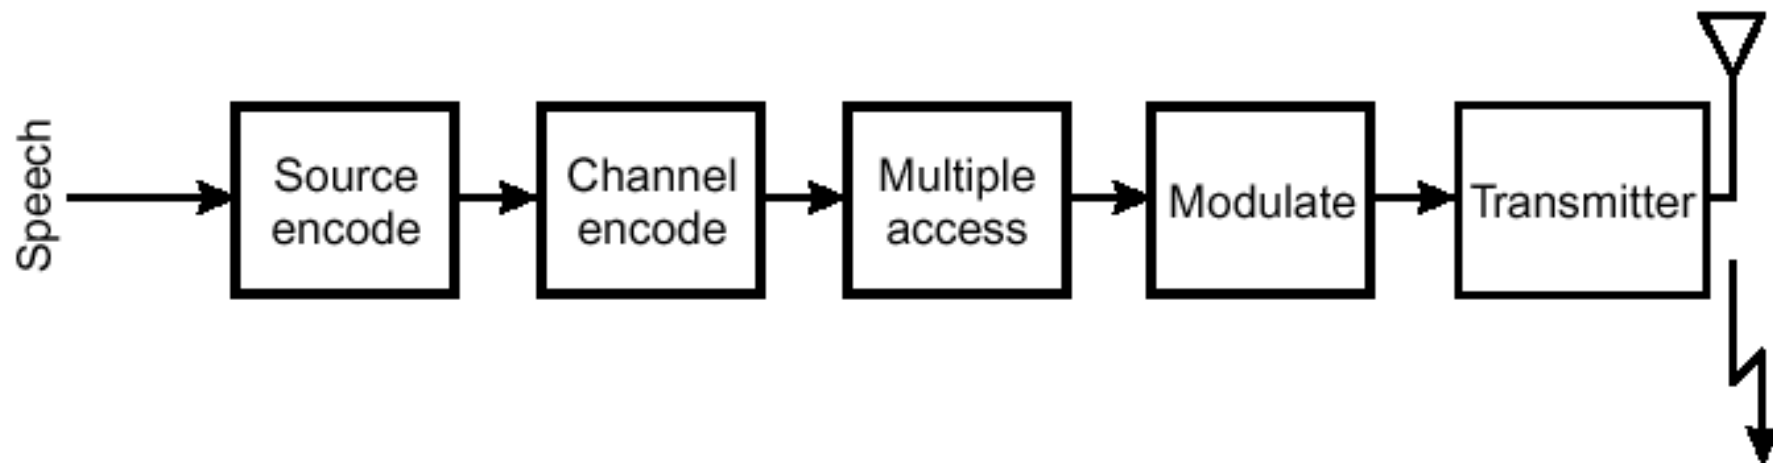 Speech
Source
encode
Channel
encode
Multiple
access
Modulate
Transmitter